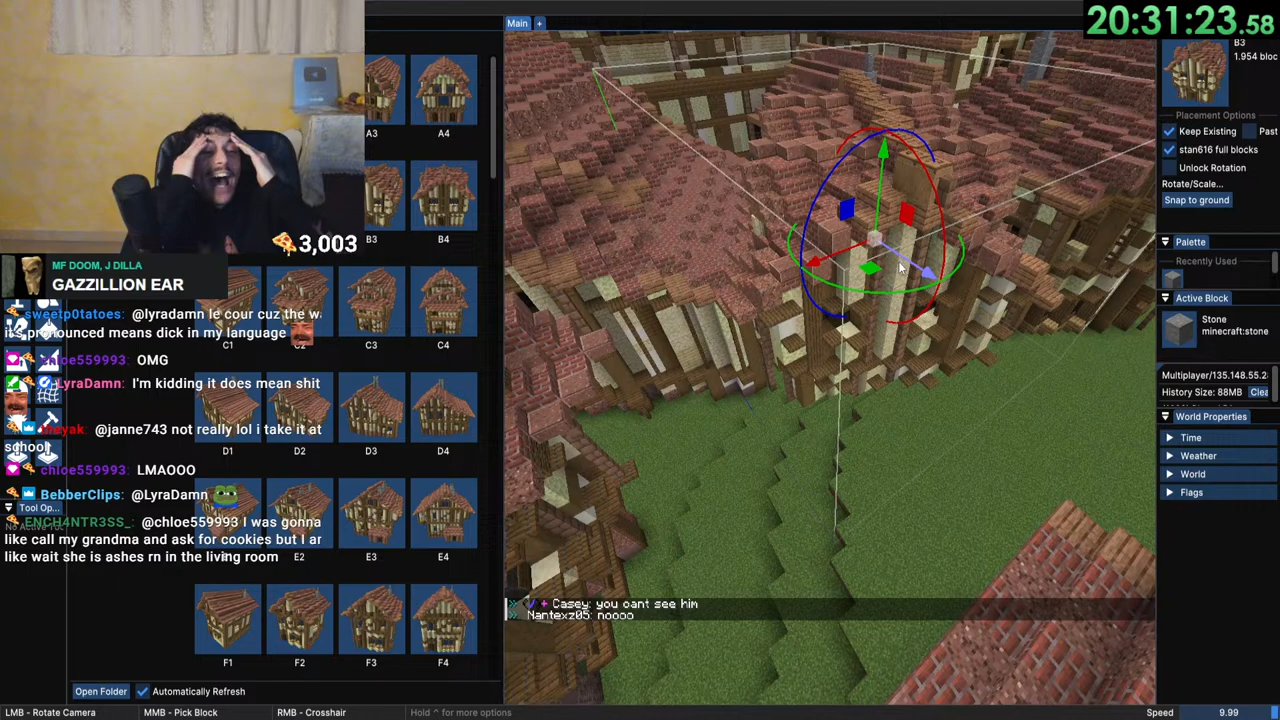 Main +
20:31:23.58
A3
A4
B3
1.954 bloc
Placement Options
Keep Existing
Past
stan616 full blocks
Unlock Rotation
Rotate/Scale...
Snap to ground
B3
B4
3,003
Palette
Recently Used
MF DOOM, J DILLA
GAZZILLION EAR
Active Block
Stone
minecraft:stone
sweetp0tatoes: @lyradamn le cour cuz the w
it's pronounced means dick in my language
C1
C3
C4
chloe559993: OMG
LyraDamn: I'm kidding it does mean shit
@janne743 not really lol i take it at
school
Multiplayer/135.148.55.2
History Size: 88MB
Clea
World Properties
Time
Weather
World
Flags
D1
D2
D3
D4
chloe559993: LMAOOO
BebberClips: @LyraDamn
Tool Op...
ENCH4NTR3SS_: @chloe559993 I was gonna
like call my grandma and ask for cookies but I ar
like wait she is ashes rn in the living room
E2
E3
E4
Casey: you cant see him
Nantexz05: noooo
F1
F2
F3
F4
Open Folder
Automatically Refresh
LMB - Rotate Camera
MMB - Pick Block
RMB - Crosshair
Hold ^ for more options
Speed
9.99